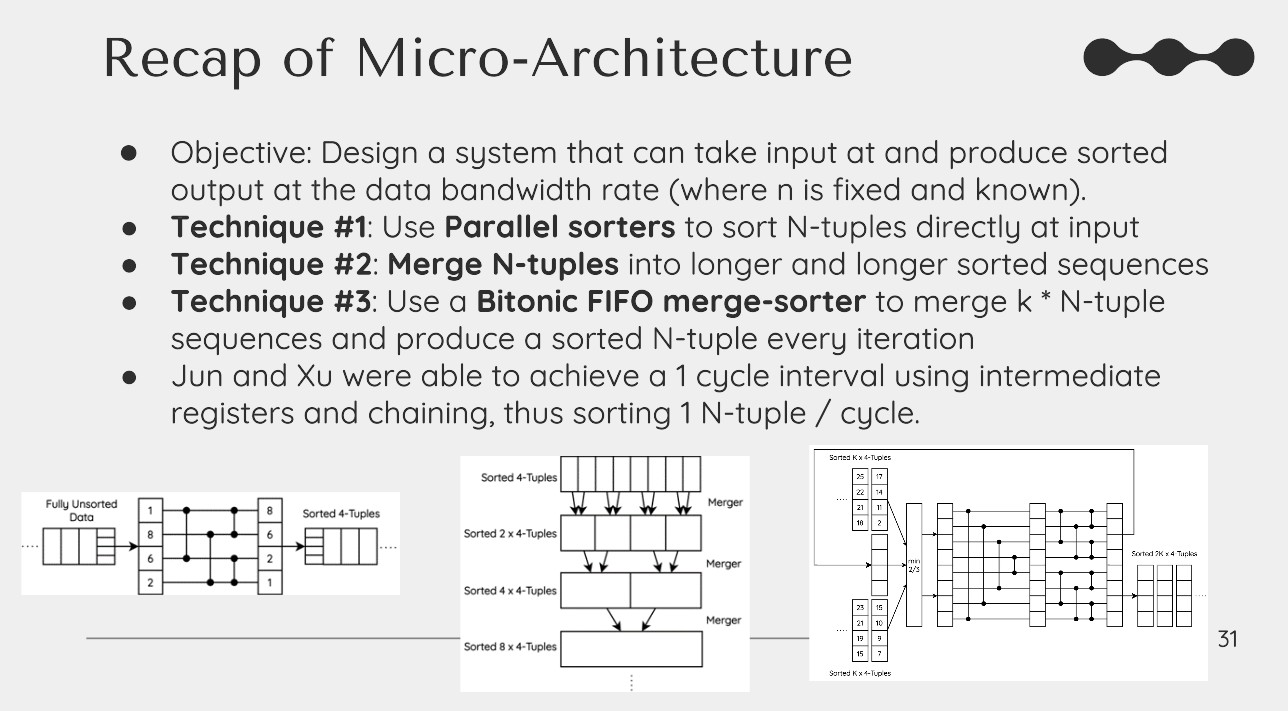 Recap of Micro-Architecture
● Objective: Design a system that can take input at and produce sorted
output at the data bandwidth rate (where n is fixed and known).
● Technique #1: Use Parallel sorters to sort N-tuples directly at input
● Technique #2: Merge N-tuples into longer and longer sorted sequences
● Technique #3: Use a Bitonic FIFO merge-sorter to merge k * N-tuple
sequences and produce a sorted N-tuple every iteration
● Jun and Xu were able to achieve a 1 cycle interval using intermediate
registers and chaining, thus sorting 1 N-tuple / cycle.
Fully Unsorted
Data
1
8
6
2
8
6
2
1
Sorted 4-Tuples
Sorted 4-Tuples
Merger
Sorted 2 x 4-Tuples
Merger
Sorted 4 x 4-Tuples
Merger
Sorted 8 x 4-Tuples
Sorted K x 4-Tuples
25 17
22 14
21 11
18 2
min
2/3
23 15
21 10
19 9
15 7
Sorted K x 4-Tuples
Sorted 2K x 4-Tuples
31